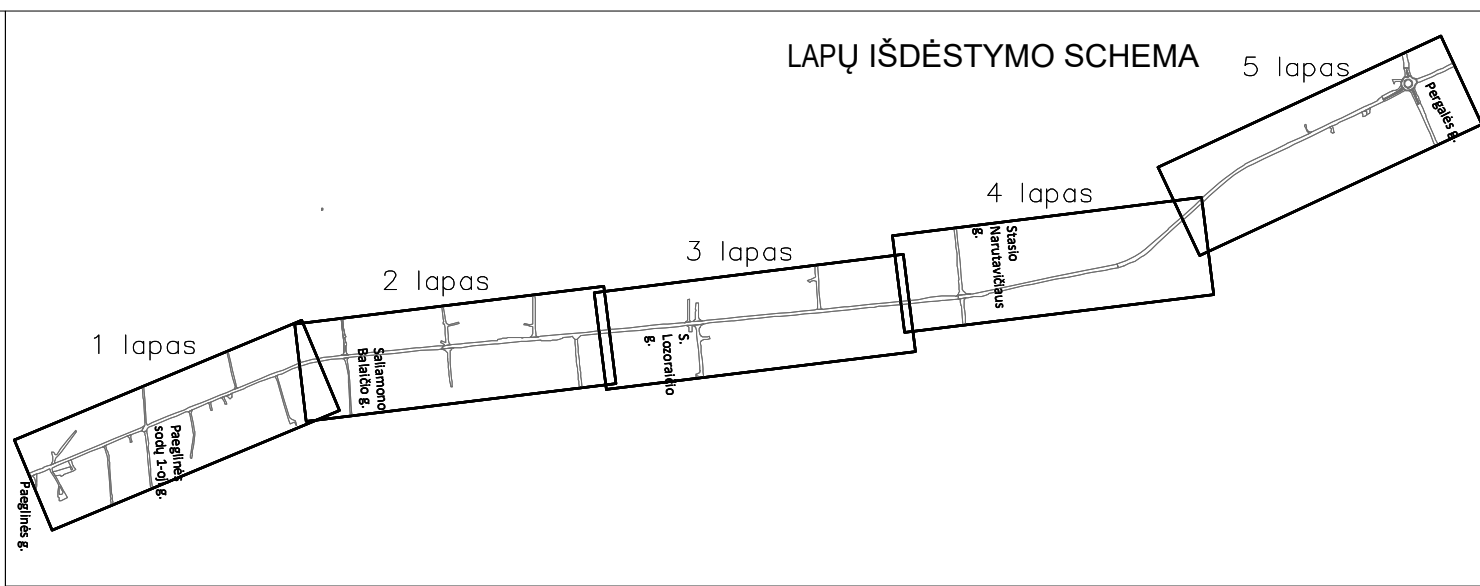 LAPŲ IŠDĖSTYMO SCHEMA
5 lapas
Pergalės g.
4 lapas
Stasio
Narutavičiaus
g.
3 lapas
S.
Lozoraičio
g.
2 lapas
Saliamono
Balaičio g.
1 lapas
Paeglinės
sodų 1-oji g.
Paeglinės g.